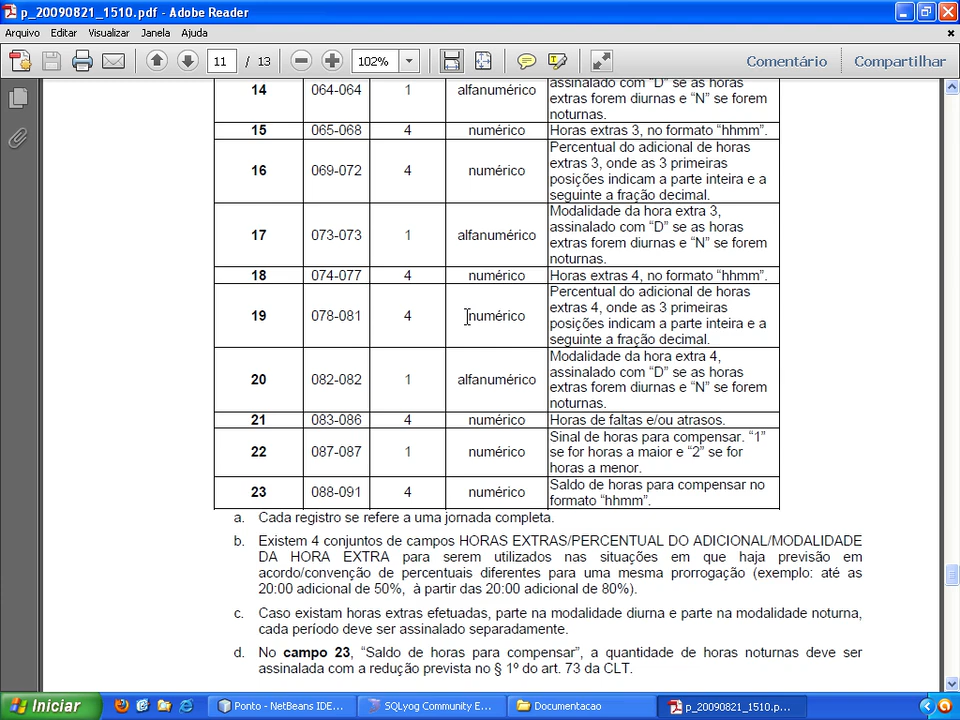 p_20090821_1510.pdf - Adobe Reader
Arquivo Editar Visualizar Janela Ajuda
11 / 13 102% Comentário Compartilhar
14 064-064 1 alfanumérico assinalado com “D” se as horas
extras forem diurnas e “N” se forem
noturnas.
15 065-068 4 numérico Horas extras 3, no formato “hhmm”.
Percentual do adicional de horas
extras 3, onde as 3 primeiras
16 069-072 4 numérico posições indicam a parte inteira e a
seguinte a fração decimal.
Modalidade da hora extra 3,
assinalado com “D” se as horas
17 073-073 1 alfanumérico extras forem diurnas e “N” se forem
noturnas.
18 074-077 4 numérico Horas extras 4, no formato “hhmm”.
Percentual do adicional de horas
extras 4, onde as 3 primeiras
19 078-081 4 numérico posições indicam a parte inteira e a
seguinte a fração decimal.
Modalidade da hora extra 4,
assinalado com “D” se as horas
20 082-082 1 alfanumérico extras forem diurnas e “N” se forem
noturnas.
21 083-086 4 numérico Horas de faltas e/ou atrasos.
Sinal de horas para compensar. “1”
22 087-087 1 numérico se for horas a maior e “2” se for
horas a menor.
23 088-091 4 numérico Saldo de horas para compensar no
formato “hhmm”.
a. Cada registro se refere a uma jornada completa.
b. Existem 4 conjuntos de campos HORAS EXTRAS/PERCENTUAL DO ADICIONAL/MODALIDADE
DA HORA EXTRA para serem utilizados nas situações em que haja previsão em
acordo/convenção de percentuais diferentes para uma mesma prorrogação (exemplo: até as
20:00 adicional de 50%, à partir das 20:00 adicional de 80%).
c. Caso existam horas extras efetuadas, parte na modalidade diurna e parte na modalidade noturna,
cada período deve ser assinalado separadamente.
d. No campo 23, “Saldo de horas para compensar”, a quantidade de horas noturnas deve ser
assinalada com a redução prevista no § 1º do art. 73 da CLT.
Iniciar Ponto - NetBeans IDE... SQLyog Community E... Documentacao p_20090821_1510.p...